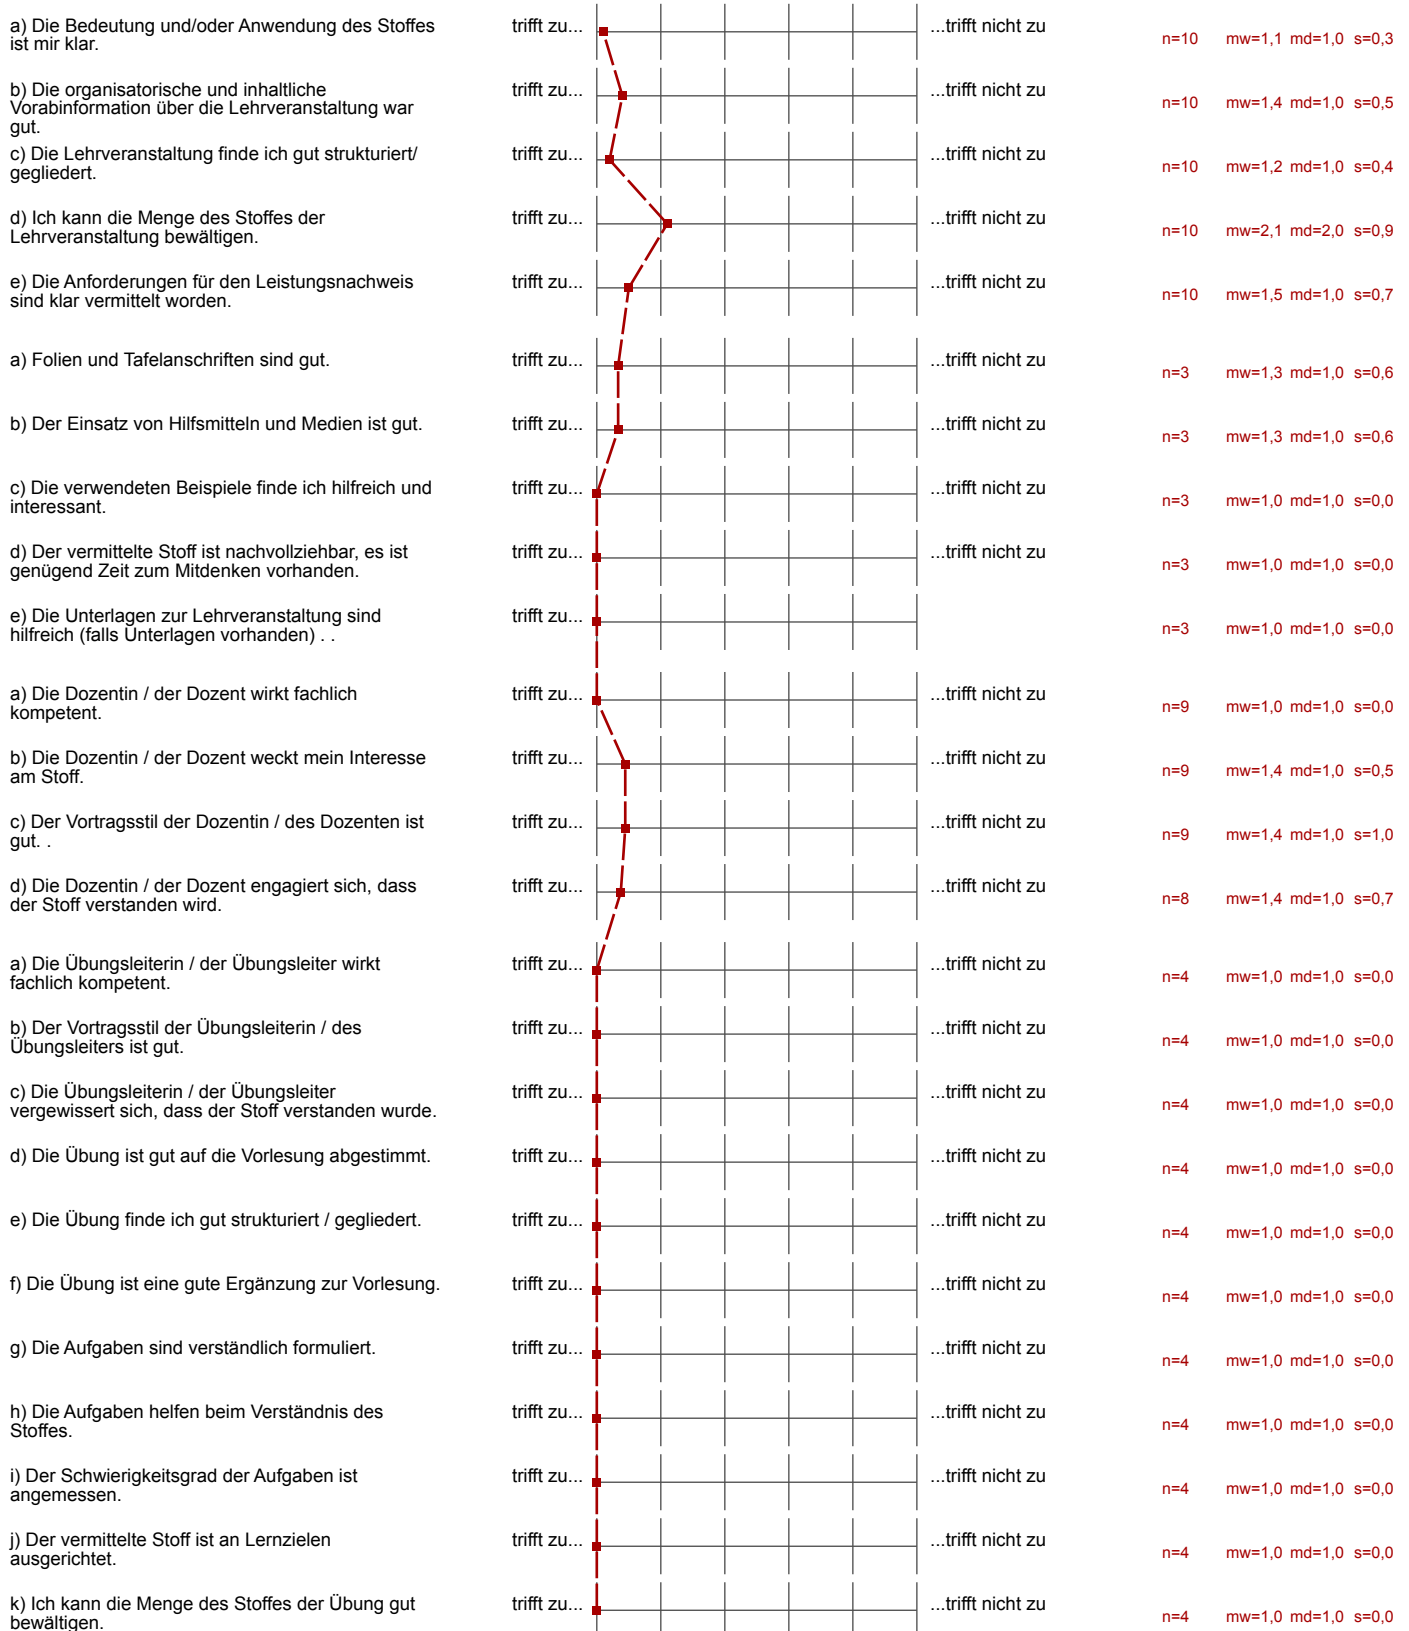 a) Die Bedeutung und/oder Anwendung des Stoffes
ist mir klar.
trifft zu...
...trifft nicht zu
n=10 mw=1,1 md=1,0 s=0,3
b) Die organisatorische und inhaltliche
Vorabinformation über die Lehrveranstaltung war
gut.
trifft zu...
...trifft nicht zu
n=10 mw=1,4 md=1,0 s=0,5
c) Die Lehrveranstaltung finde ich gut strukturiert/
gegliedert.
trifft zu...
...trifft nicht zu
n=10 mw=1,2 md=1,0 s=0,4
d) Ich kann die Menge des Stoffes der
Lehrveranstaltung bewältigen.
trifft zu...
...trifft nicht zu
n=10 mw=2,1 md=2,0 s=0,9
e) Die Anforderungen für den Leistungsnachweis
sind klar vermittelt worden.
trifft zu...
...trifft nicht zu
n=10 mw=1,5 md=1,0 s=0,7
a) Folien und Tafelanschriften sind gut.
trifft zu...
...trifft nicht zu
n=3 mw=1,3 md=1,0 s=0,6
b) Der Einsatz von Hilfsmitteln und Medien ist gut.
trifft zu...
...trifft nicht zu
n=3 mw=1,3 md=1,0 s=0,6
c) Die verwendeten Beispiele finde ich hilfreich und
interessant.
trifft zu...
...trifft nicht zu
n=3 mw=1,0 md=1,0 s=0,0
d) Der vermittelte Stoff ist nachvollziehbar, es ist
genügend Zeit zum Mitdenken vorhanden.
trifft zu...
...trifft nicht zu
n=3 mw=1,0 md=1,0 s=0,0
e) Die Unterlagen zur Lehrveranstaltung sind
hilfreich (falls Unterlagen vorhanden) . .
trifft zu...
n=3 mw=1,0 md=1,0 s=0,0
a) Die Dozentin / der Dozent wirkt fachlich
kompetent.
trifft zu...
...trifft nicht zu
n=9 mw=1,0 md=1,0 s=0,0
b) Die Dozentin / der Dozent weckt mein Interesse
am Stoff.
trifft zu...
...trifft nicht zu
n=9 mw=1,4 md=1,0 s=0,5
c) Der Vortragsstil der Dozentin / des Dozenten ist
gut. .
trifft zu...
...trifft nicht zu
n=9 mw=1,4 md=1,0 s=1,0
d) Die Dozentin / der Dozent engagiert sich, dass
der Stoff verstanden wird.
trifft zu...
...trifft nicht zu
n=8 mw=1,4 md=1,0 s=0,7
a) Die Übungsleiterin / der Übungsleiter wirkt
fachlich kompetent.
trifft zu...
...trifft nicht zu
n=4 mw=1,0 md=1,0 s=0,0
b) Der Vortragsstil der Übungsleiterin / des
Übungsleiters ist gut.
trifft zu...
...trifft nicht zu
n=4 mw=1,0 md=1,0 s=0,0
c) Die Übungsleiterin / der Übungsleiter
vergewissert sich, dass der Stoff verstanden wurde.
trifft zu...
...trifft nicht zu
n=4 mw=1,0 md=1,0 s=0,0
d) Die Übung ist gut auf die Vorlesung abgestimmt.
trifft zu...
...trifft nicht zu
n=4 mw=1,0 md=1,0 s=0,0
e) Die Übung finde ich gut strukturiert / gegliedert.
trifft zu...
...trifft nicht zu
n=4 mw=1,0 md=1,0 s=0,0
f) Die Übung ist eine gute Ergänzung zur Vorlesung.
trifft zu...
...trifft nicht zu
n=4 mw=1,0 md=1,0 s=0,0
g) Die Aufgaben sind verständlich formuliert.
trifft zu...
...trifft nicht zu
n=4 mw=1,0 md=1,0 s=0,0
h) Die Aufgaben helfen beim Verständnis des
Stoffes.
trifft zu...
...trifft nicht zu
n=4 mw=1,0 md=1,0 s=0,0
i) Der Schwierigkeitsgrad der Aufgaben ist
angemessen.
trifft zu...
...trifft nicht zu
n=4 mw=1,0 md=1,0 s=0,0
j) Der vermittelte Stoff ist an Lernzielen
ausgerichtet.
trifft zu...
...trifft nicht zu
n=4 mw=1,0 md=1,0 s=0,0
k) Ich kann die Menge des Stoffes der Übung gut
bewältigen.
trifft zu...
...trifft nicht zu
n=4 mw=1,0 md=1,0 s=0,0